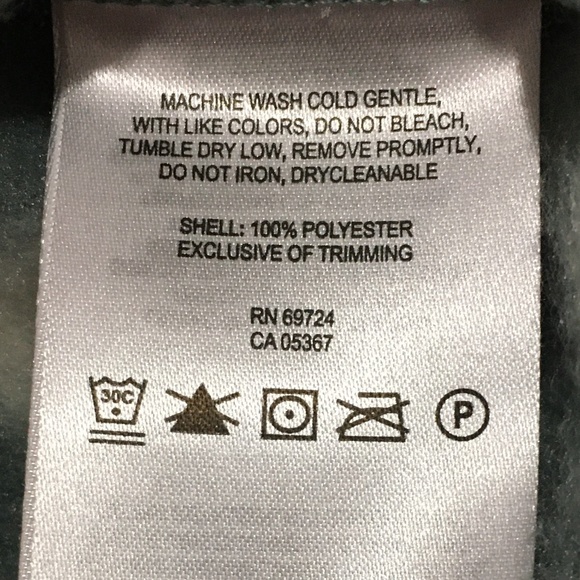 MACHINE WASH COLD GENTLE,
WITH LIKE COLORS, DO NOT BLEACH,
TUMBLE DRY LOW, REMOVE PROMPTLY,
DO NOT IRON, DRYCLEANABLE
SHELL: 100% POLYESTER
EXCLUSIVE OF TRIMMING
RN 69724
CA 05367
30C P